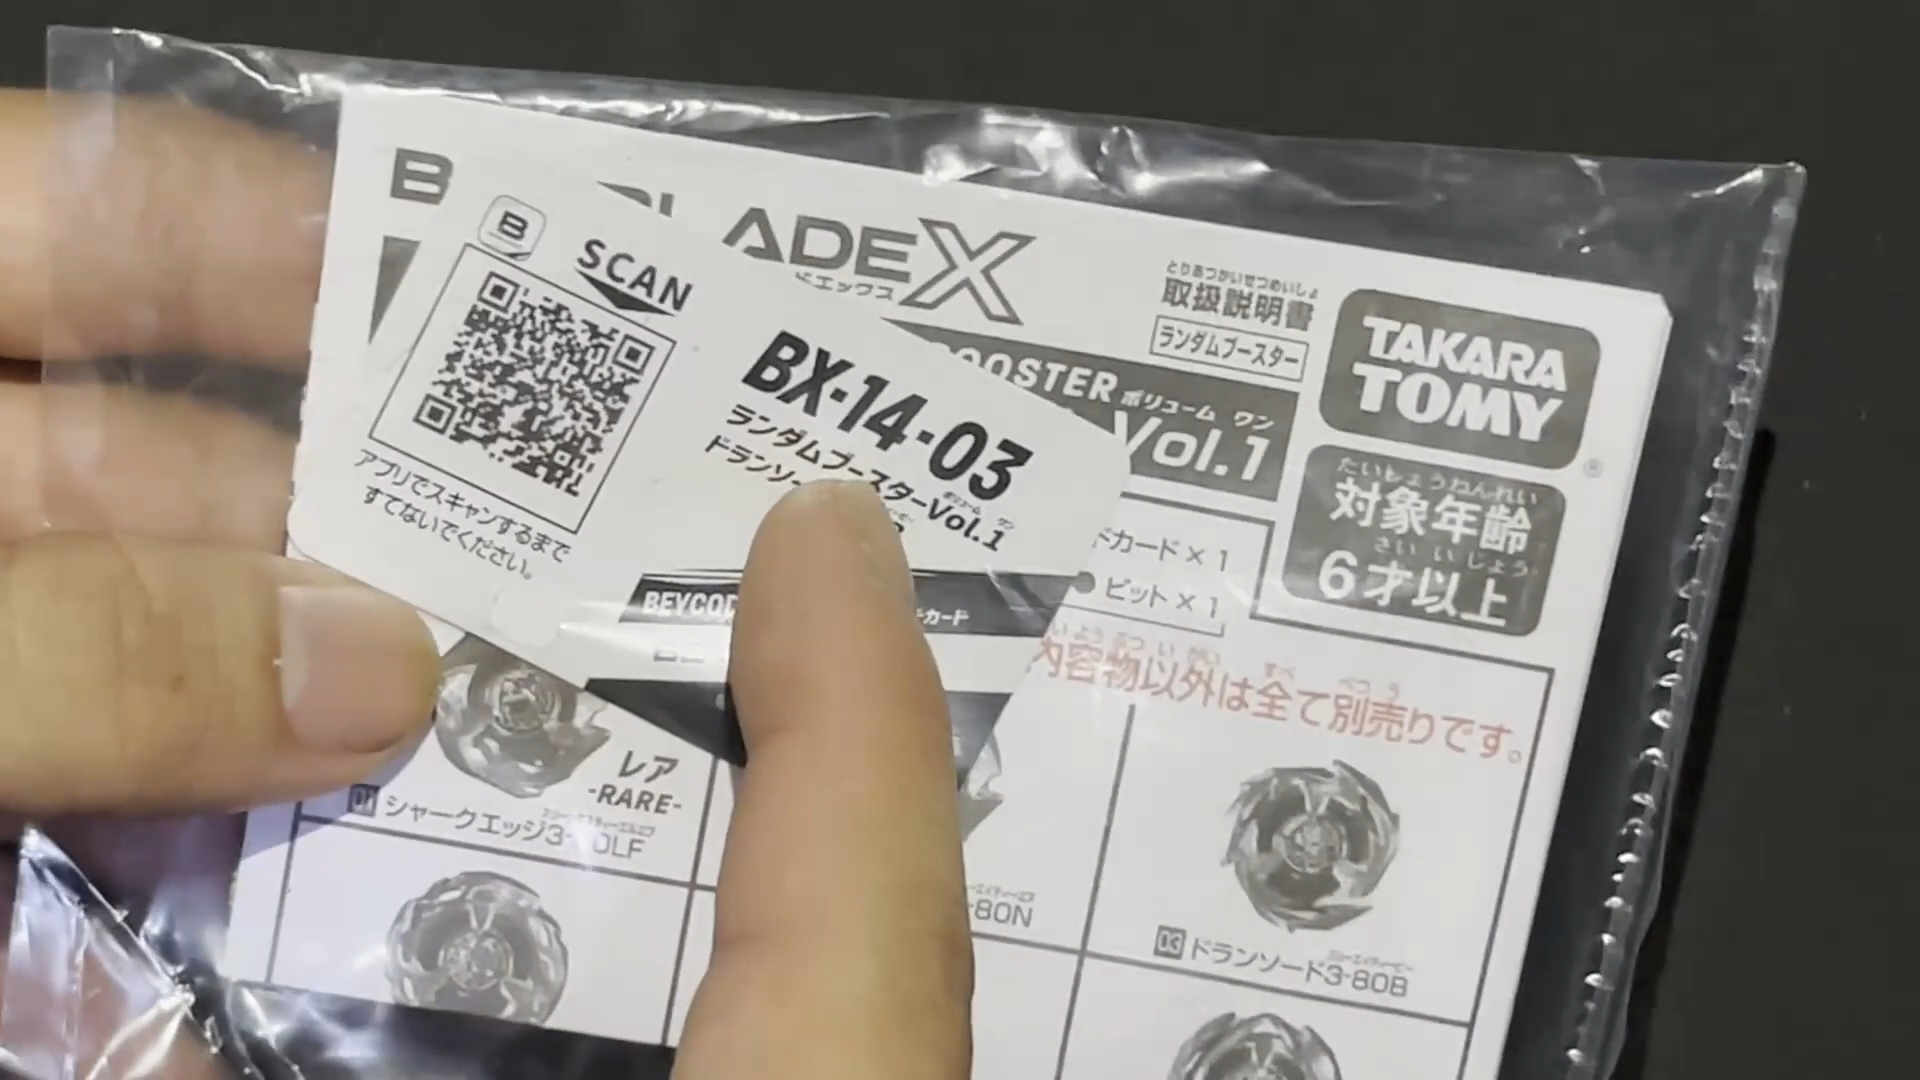 ADEX
ドエックス
B
SCAN
とりあつかいせつめいしょ
取扱説明書
ランダムブースター
TAKARA
TOMY
®
BX-14-03
ランダムブースターVol.1
ボリューム ワン
ドランソー
アプリでスキャンするまで
すてないでください。
OOSTER ボリューム ワン
Vol.1
たいしょうねんれい
対象年齢
さいいじょう
6才以上
ドカード×1
ビット×1
BEYCOD
カード
内容物以外は全て別売りです。
レア
-RARE-
01 シャークエッジ3-
OLF
-80N
03 ドランソード3-80B